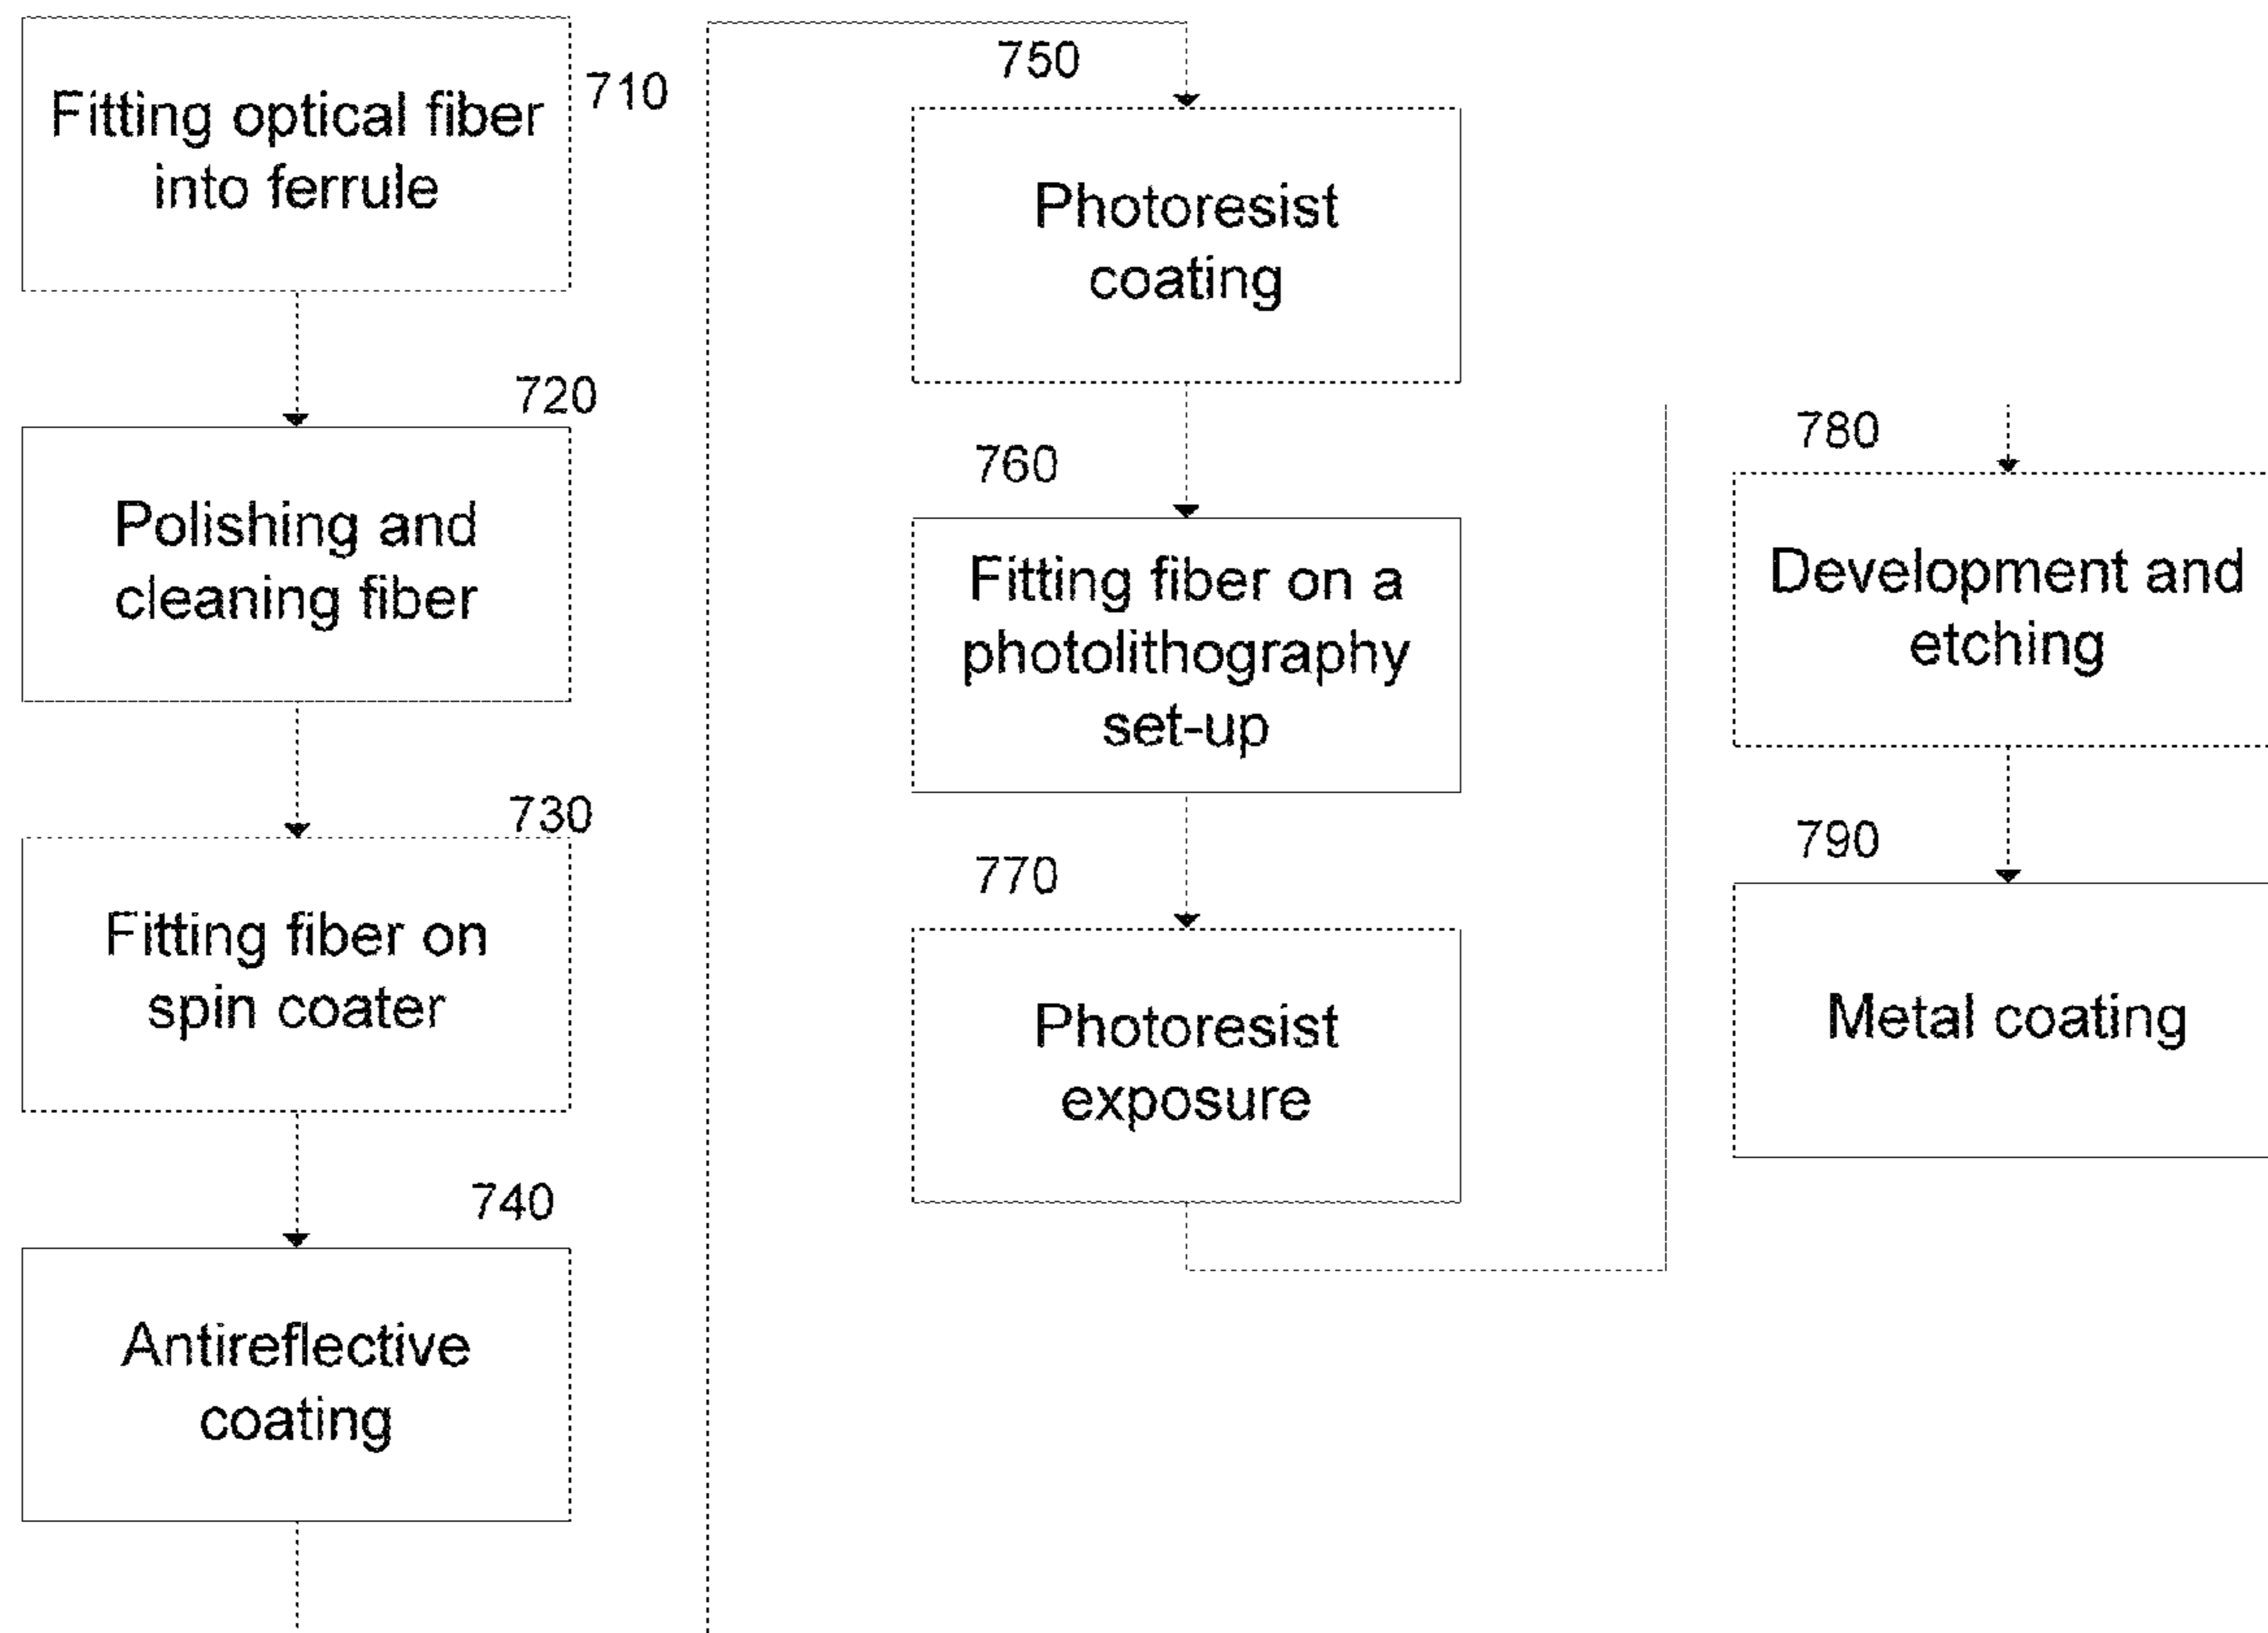 710
Fitting optical fiber
into ferrule
720
Polishing and
cleaning fiber
730
Fitting fiber on
spin coater
740
Antireflective
coating
750
Photoresist
coating
760
Fitting fiber on a
photolithography
set-up
770
Photoresist
exposure
780
Development and
etching
790
Metal coating